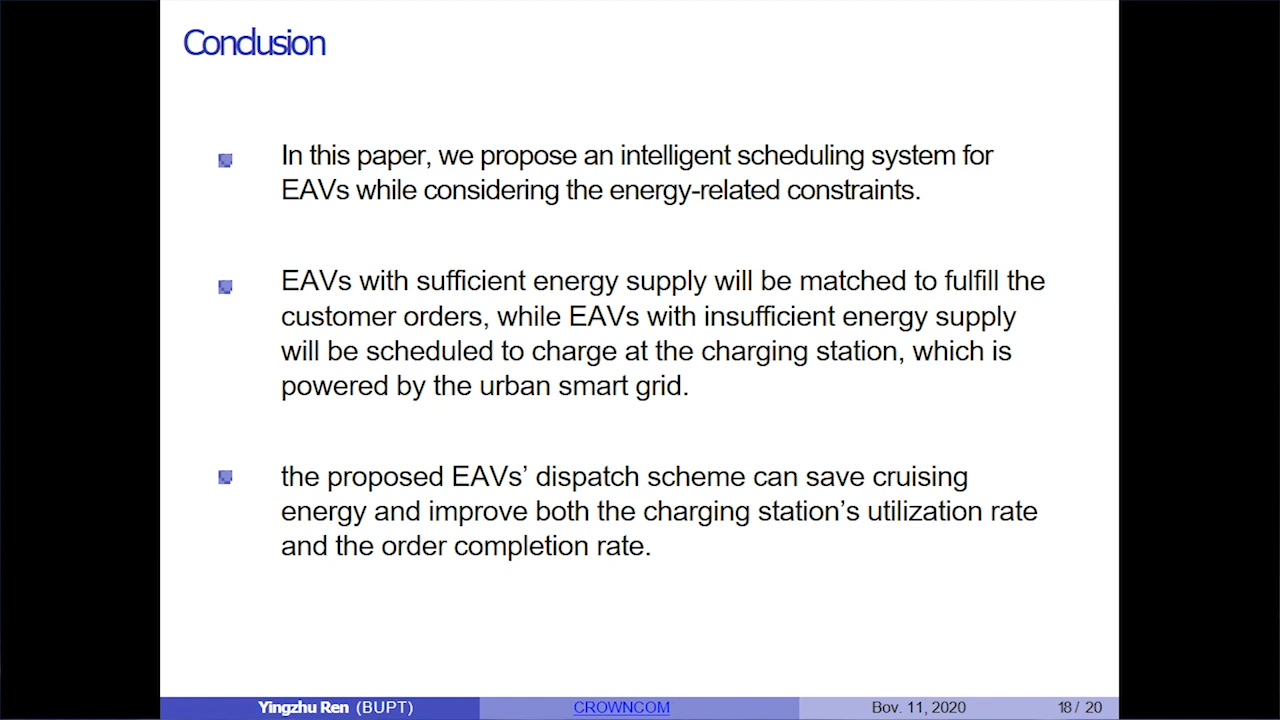 Conclusion
In this paper, we propose an intelligent scheduling system for
EAVs while considering the energy-related constraints.
EAVs with sufficient energy supply will be matched to fulfill the
customer orders, while EAVs with insufficient energy supply
will be scheduled to charge at the charging station, which is
powered by the urban smart grid.
the proposed EAVs’ dispatch scheme can save cruising
energy and improve both the charging station’s utilization rate
and the order completion rate.
Yingzhu Ren (BUPT) CROWNCOM Bov. 11, 2020 18 / 20